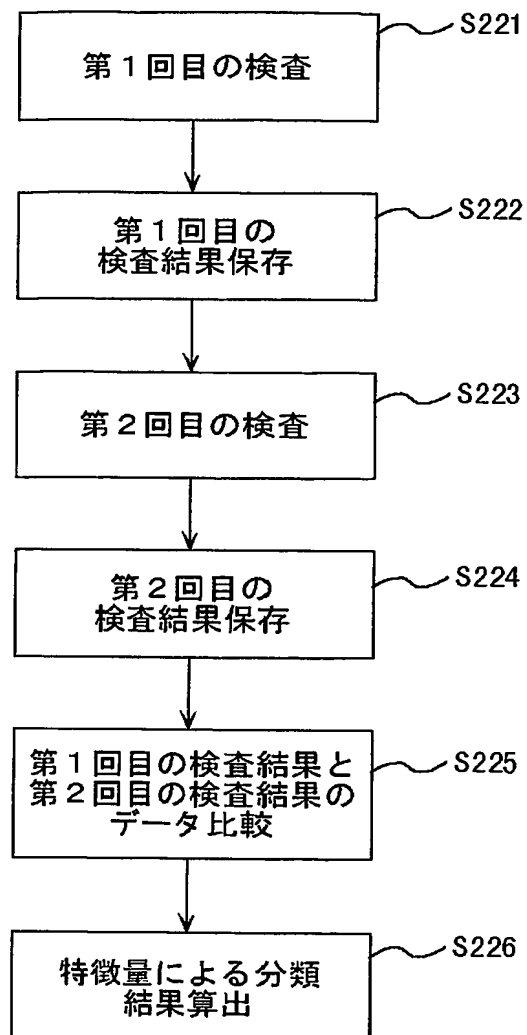 S221
第１回目の検査
S222
第１回目の
検査結果保存
S223
第２回目の検査
S224
第２回目の
検査結果保存
S225
第１回目の検査結果と
第２回目の検査結果の
データ比較
S226
特徴量による分類
結果算出